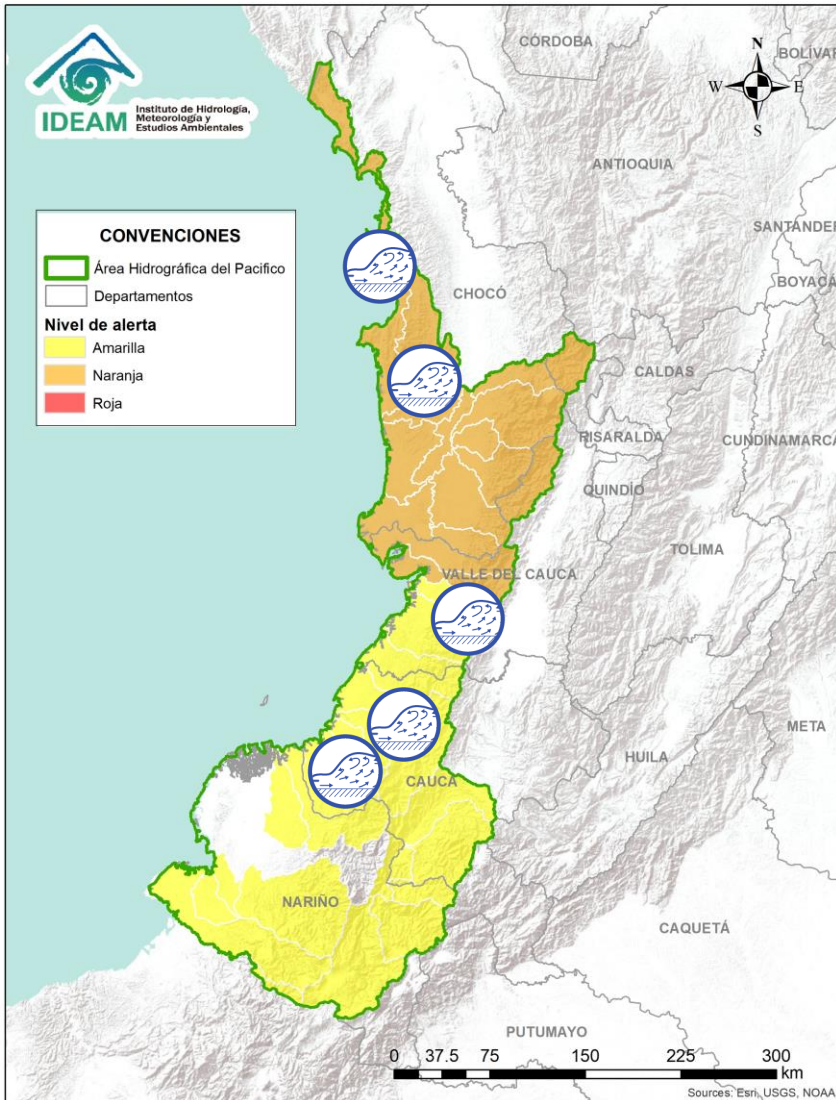 IDEAM
Instituto de Hidrología,
Meteorología y
Estudios Ambientales
CÓRDOBA
BOLÍVAR
N
W
E
S
ANTIOQUIA
SANTANDER
BOYACÁ
CONVENCIONES
Área Hidrográfica del Pacifico
Departamentos
Nivel de alerta
Amarilla
Naranja
Roja
CHOCÓ
CALDAS
RISARALDA
CUNDINAMARCA
QUINDÍO
TOLIMA
VALLE DEL CAUCA
META
HUILA
CAUCA
NARIÑO
CAQUETÁ
PUTUMAYO
0 37.5 75 150 225 300
km
Sources: Esri, USGS, NOAA